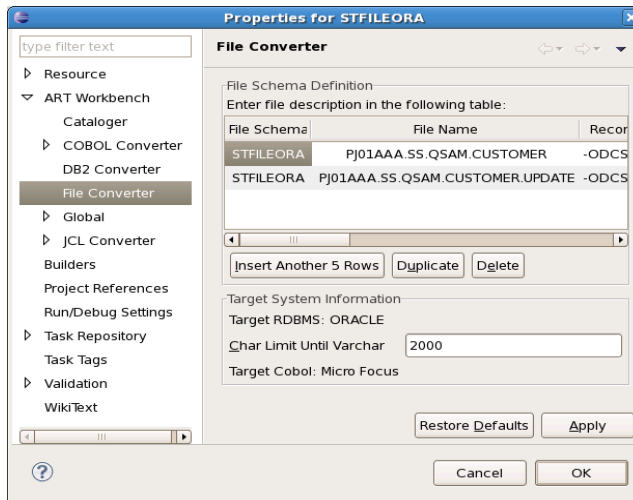 Properties for STFILEORA
type filter text
Resource
ART Workbench
Cataloger
COBOL Converter
DB2 Converter
File Converter
Global
JCL Converter
Builders
Project References
Run/Debug Settings
Task Repository
Task Tags
Validation
WikiText
File Converter
File Schema Definition
Enter file description in the following table:
File Schema File Name Recor
STFILEORA PJ01AAA.SS.QSAM.CUSTOMER -ODCS
STFILEORA PJ01AAA.SS.QSAM.CUSTOMER.UPDATE -ODCS
Insert Another 5 Rows Duplicate Delete
Target System Information
Target RDBMS: ORACLE
Char Limit Until Varchar 2000
Target Cobol: Micro Focus
Restore Defaults Apply
? Cancel OK